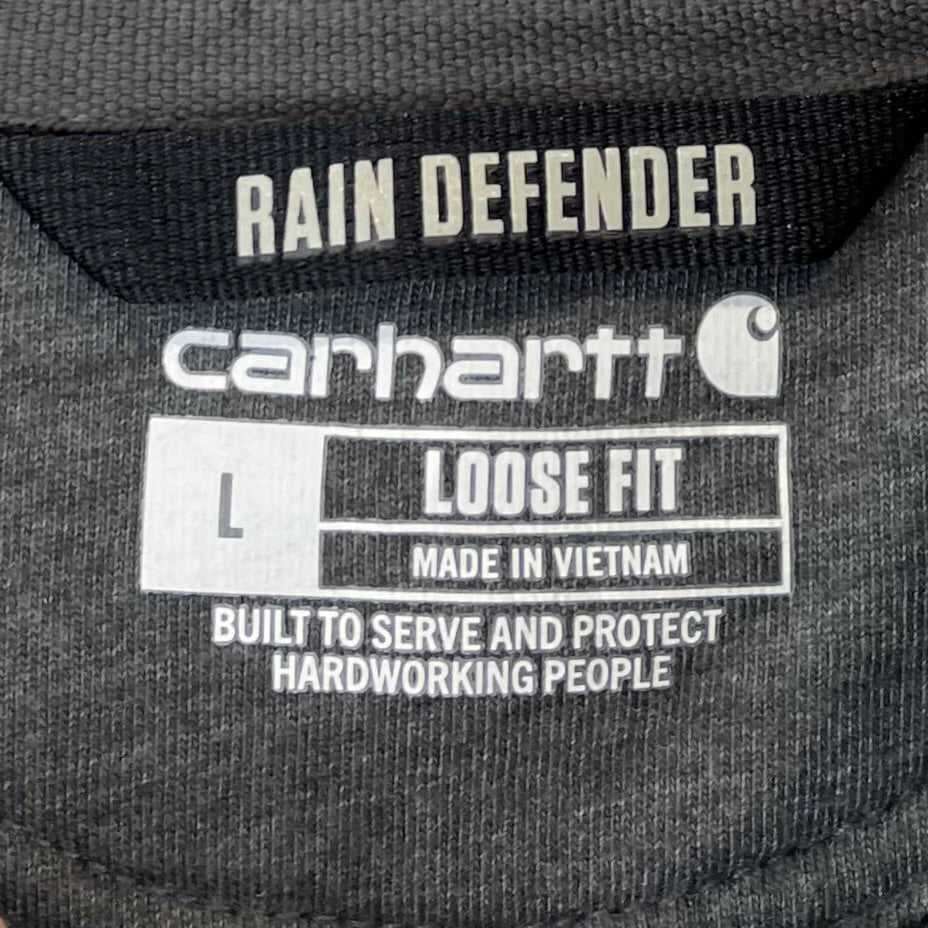 RAIN DEFENDER
carhartt
L
LOOSE FIT
MADE IN VIETNAM
BUILT TO SERVE AND PROTECT
HARDWORKING PEOPLE